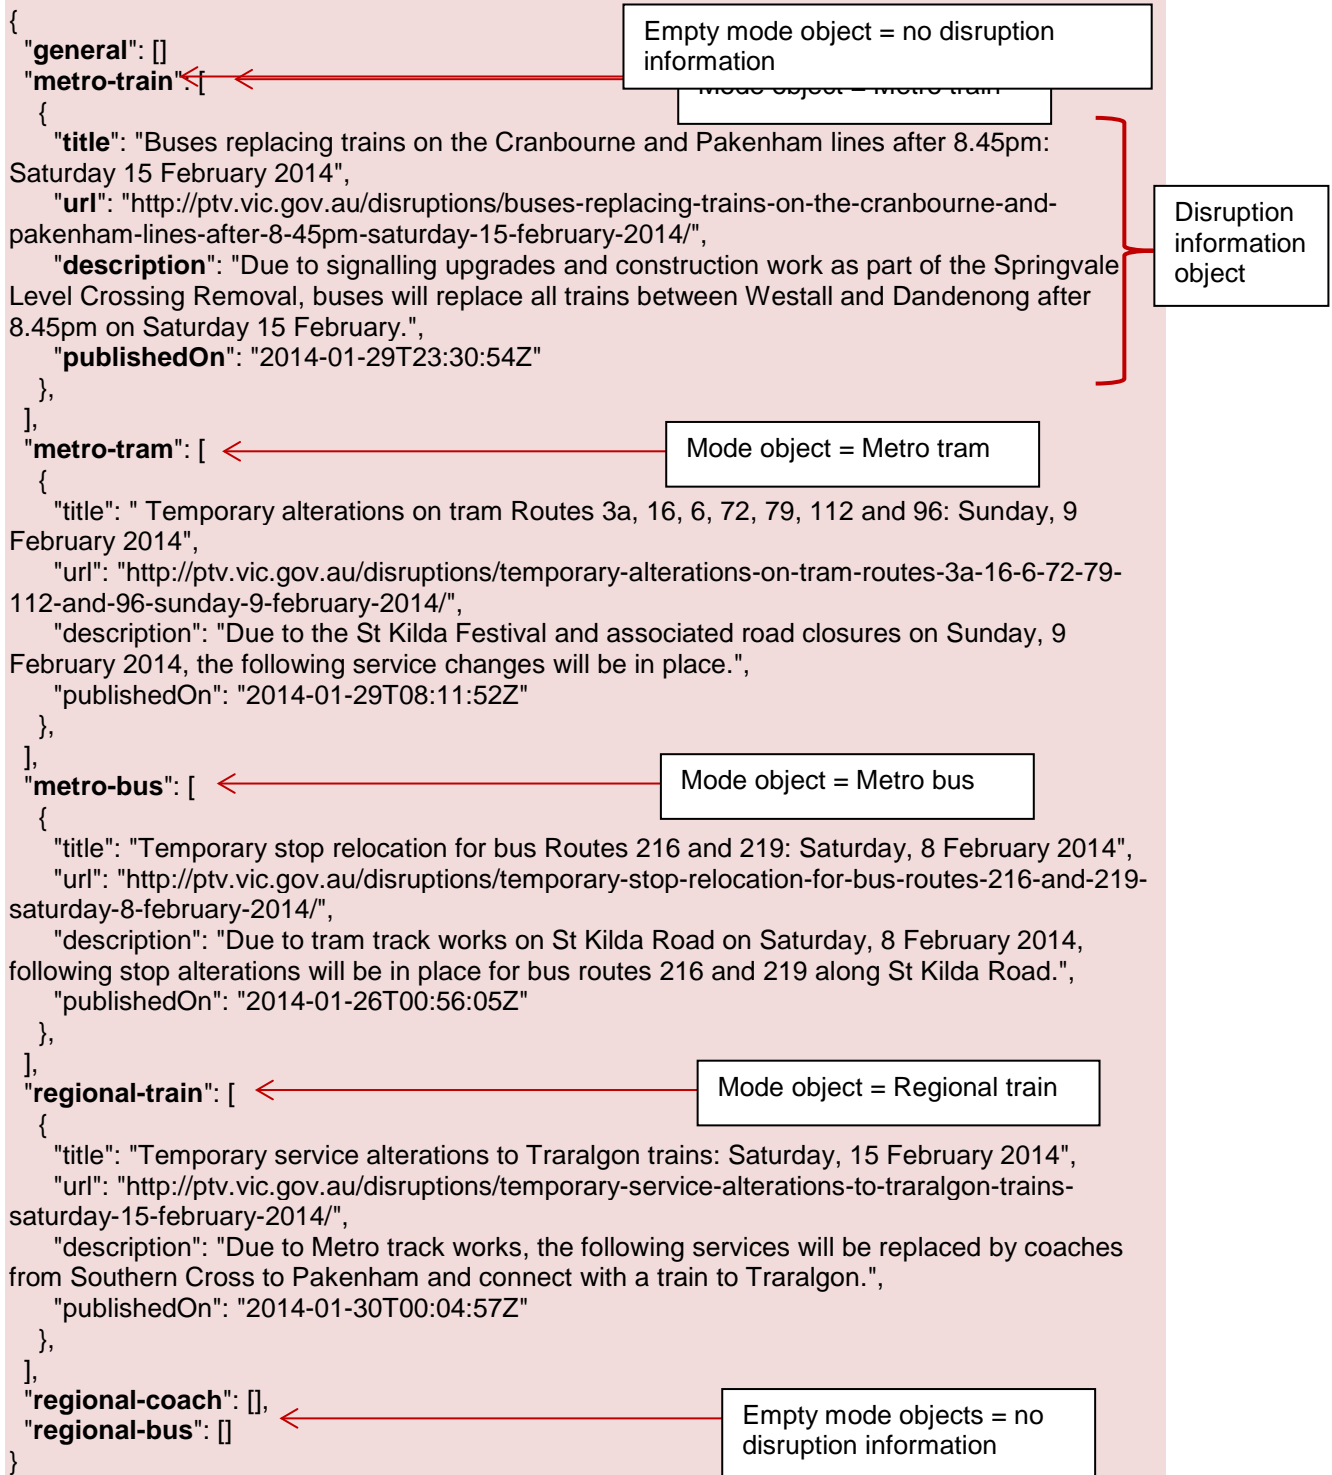 {
"general": []
Empty mode object = no disruption
information
"metro-train": [
Mode object = Metro train
{
"title": "Buses replacing trains on the Cranbourne and Pakenham lines after 8.45pm:
Saturday 15 February 2014",
"url": "http://ptv.vic.gov.au/disruptions/buses-replacing-trains-on-the-cranbourne-and-
pakenham-lines-after-8-45pm-saturday-15-february-2014/",
"description": "Due to signalling upgrades and construction work as part of the Springvale
Level Crossing Removal, buses will replace all trains between Westall and Dandenong after
8.45pm on Saturday 15 February.",
"publishedOn": "2014-01-29T23:30:54Z"
},
],
Disruption
information
object
"metro-tram": [
Mode object = Metro tram
{
"title": " Temporary alterations on tram Routes 3a, 16, 6, 72, 79, 112 and 96: Sunday, 9
February 2014",
"url": "http://ptv.vic.gov.au/disruptions/temporary-alterations-on-tram-routes-3a-16-6-72-79-
112-and-96-sunday-9-february-2014/",
"description": "Due to the St Kilda Festival and associated road closures on Sunday, 9
February 2014, the following service changes will be in place.",
"publishedOn": "2014-01-29T08:11:52Z"
},
],
"metro-bus": [
Mode object = Metro bus
{
"title": "Temporary stop relocation for bus Routes 216 and 219: Saturday, 8 February 2014",
"url": "http://ptv.vic.gov.au/disruptions/temporary-stop-relocation-for-bus-routes-216-and-219-
saturday-8-february-2014/",
"description": "Due to tram track works on St Kilda Road on Saturday, 8 February 2014,
following stop alterations will be in place for bus routes 216 and 219 along St Kilda Road.",
"publishedOn": "2014-01-26T00:56:05Z"
},
],
"regional-train": [
Mode object = Regional train
{
"title": "Temporary service alterations to Traralgon trains: Saturday, 15 February 2014",
"url": "http://ptv.vic.gov.au/disruptions/temporary-service-alterations-to-traralgon-trains-
saturday-15-february-2014/",
"description": "Due to Metro track works, the following services will be replaced by coaches
from Southern Cross to Pakenham and connect with a train to Traralgon.",
"publishedOn": "2014-01-30T00:04:57Z"
},
],
"regional-coach": [],
"regional-bus": []
Empty mode objects = no
disruption information
}